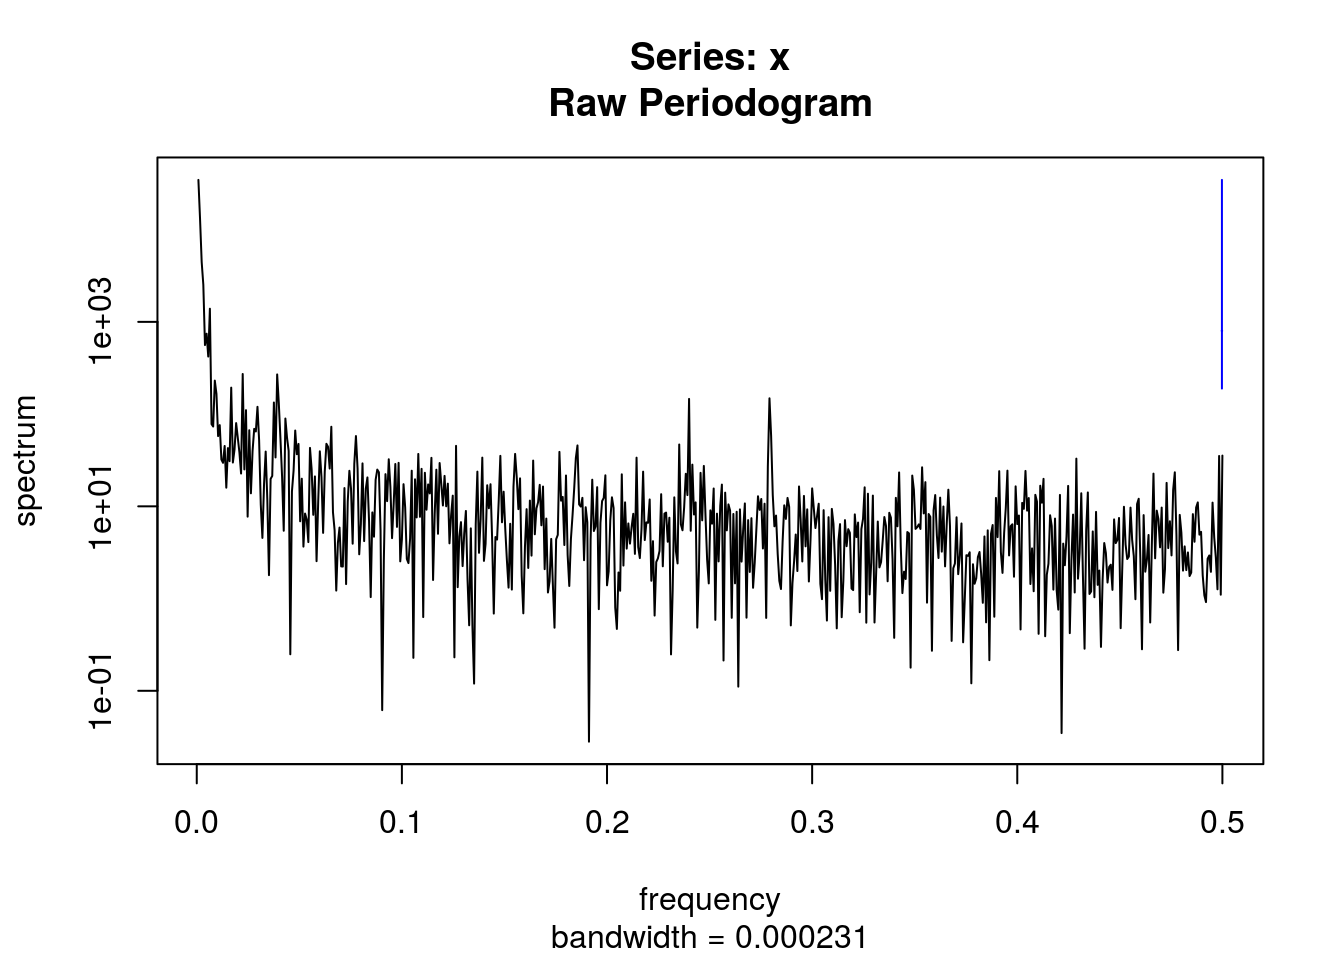 Series: x
Raw Periodogram
spectrum
1e+03
1e+01
1e-01
0.0 0.1 0.2 0.3 0.4 0.5
frequency
bandwidth = 0.000231